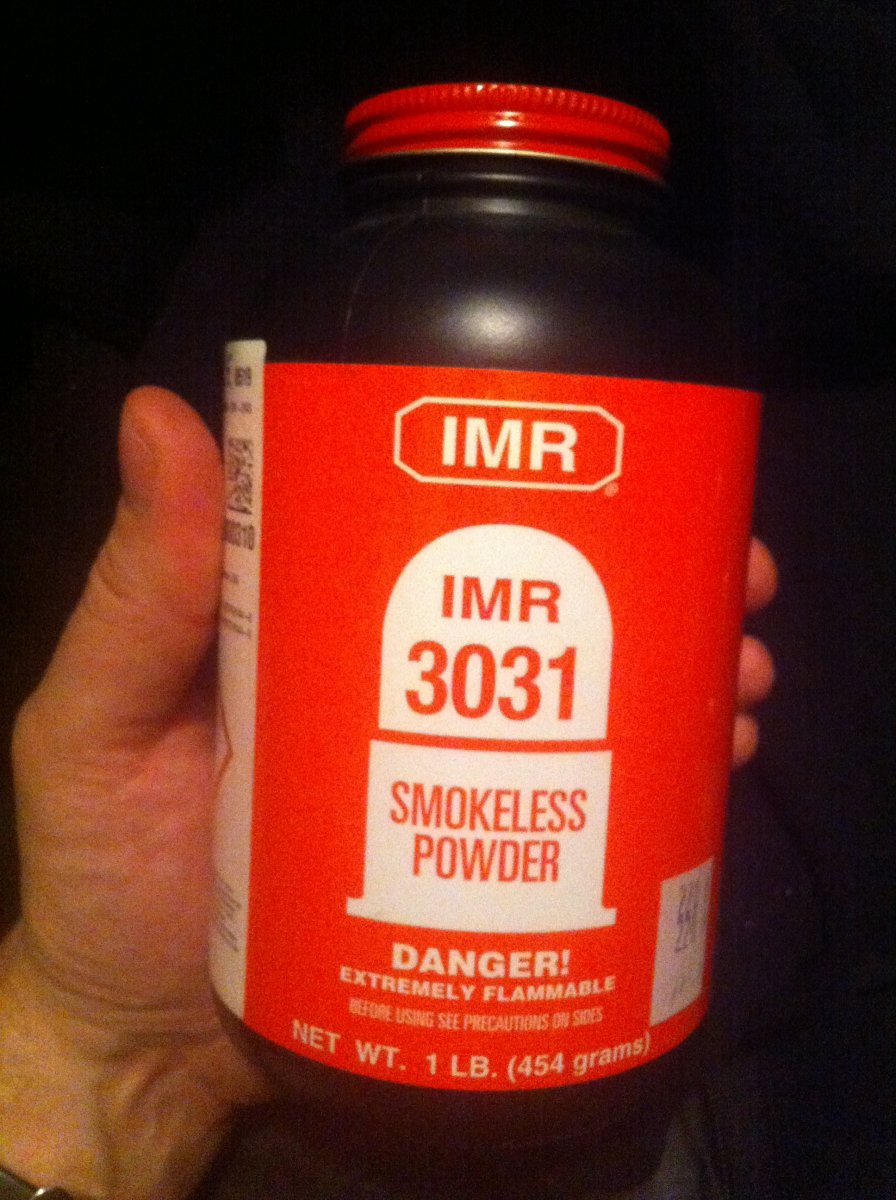 IMR
IMR
3031
SMOKELESS
POWDER
DANGER!
EXTREMELY FLAMMABLE
BEFORE USING SEE PRECAUTIONS ON SIDES
NET WT. 1 LB. (454 grams)